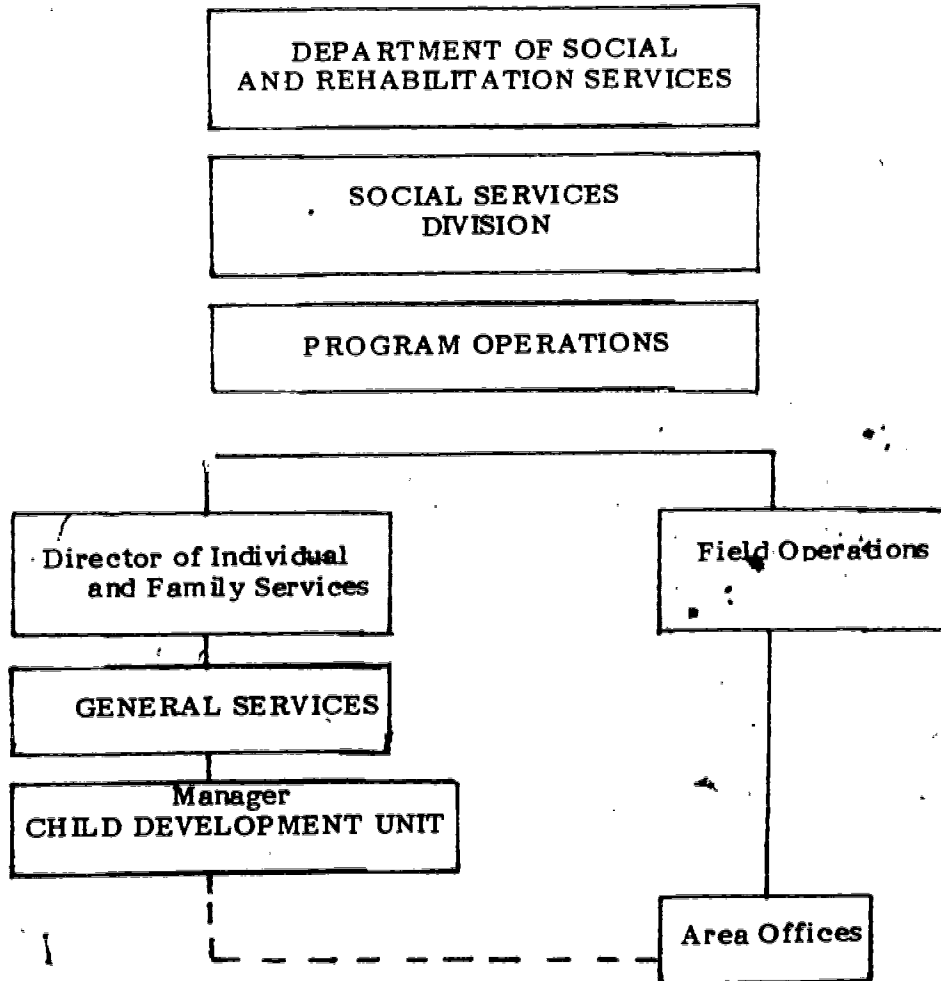 DEPARTMENT OF SOCIAL
AND REHABILITATION SERVICES
SOCIAL SERVICES
DIVISION
PROGRAM OPERATIONS
Director of Individual
and Family Services
Field Operations
GENERAL SERVICES
Manager
CHILD DEVELOPMENT UNIT
Area Offices